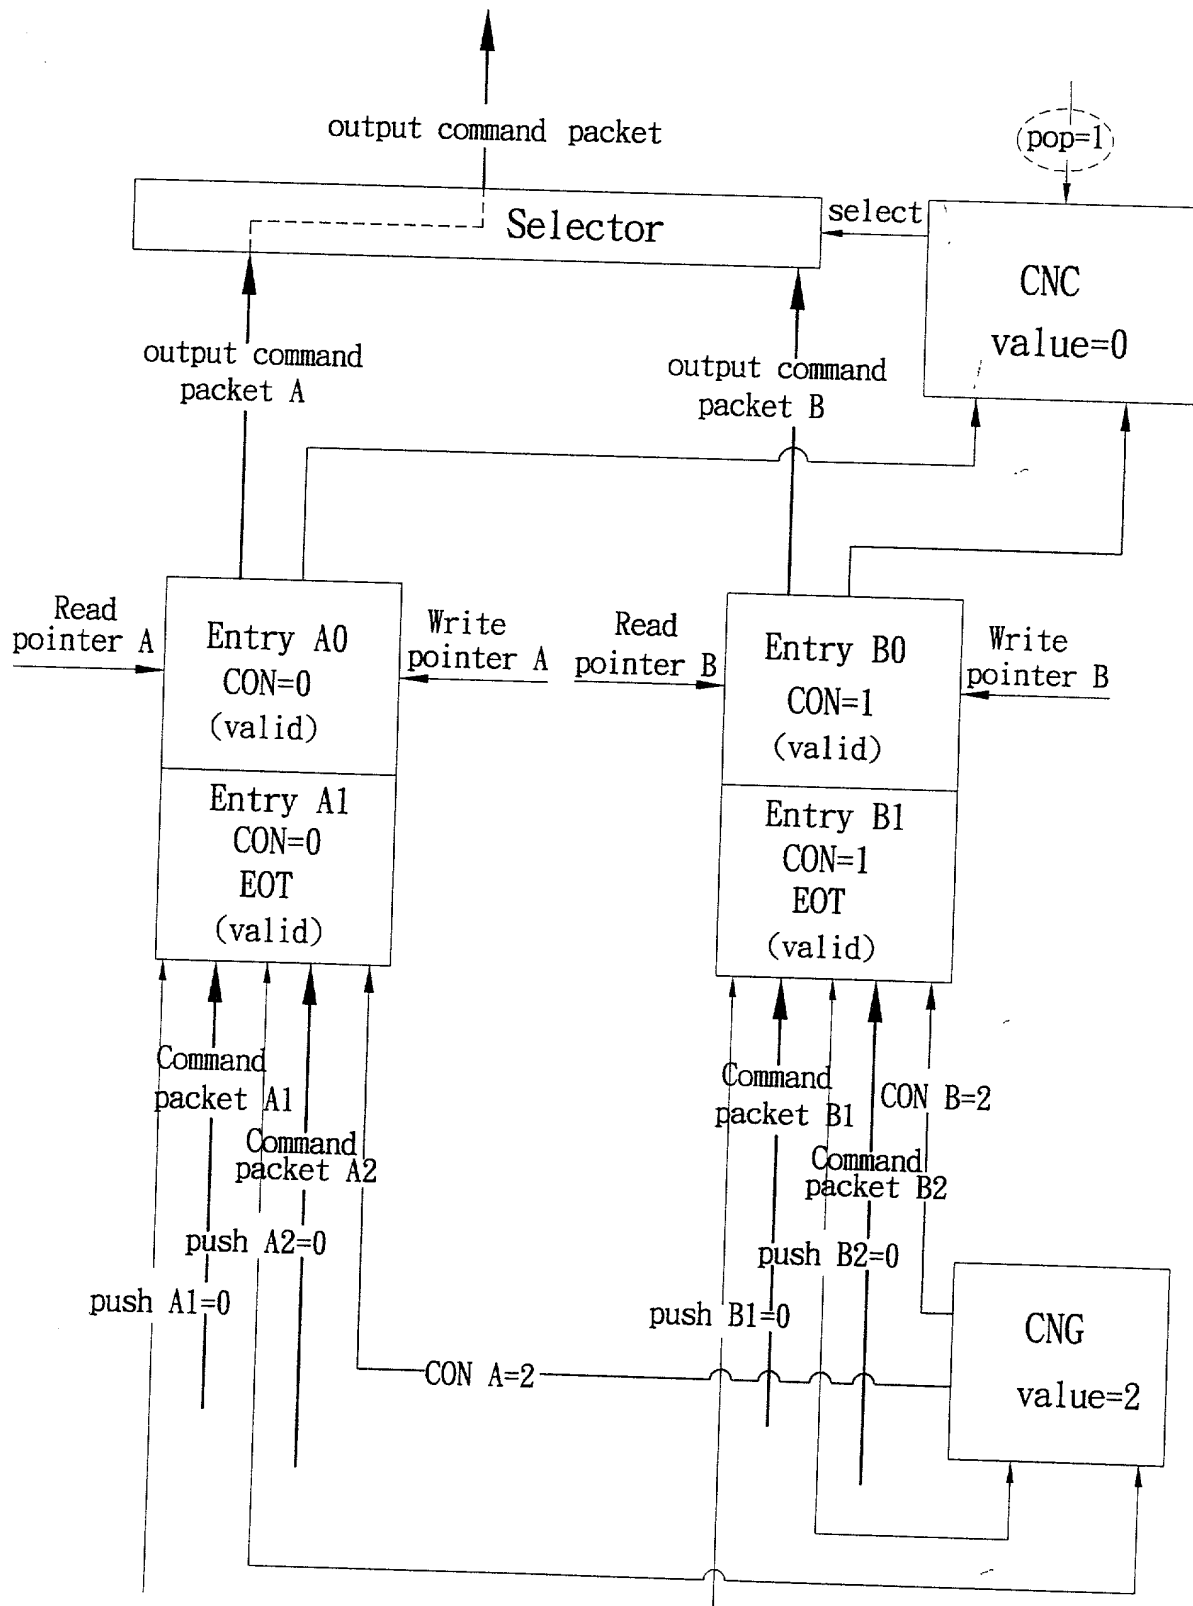 output command packet
pop=1
Selector
select
CNC
value=0
output command
packet A
output command
packet B
Read
pointer A
Entry A0
CON=0
(valid)
Write
pointer A
Read
pointer B
Entry B0
CON=1
(valid)
Write
pointer B
Entry A1
CON=0
EOT
(valid)
Entry B1
CON=1
EOT
(valid)
Command
packet A1
Command
packet A2
push A2=0
push A1=0
Command
packet B1
CON B=2
Command
packet B2
push B2=0
push B1=0
CON A=2
CNG
value=2